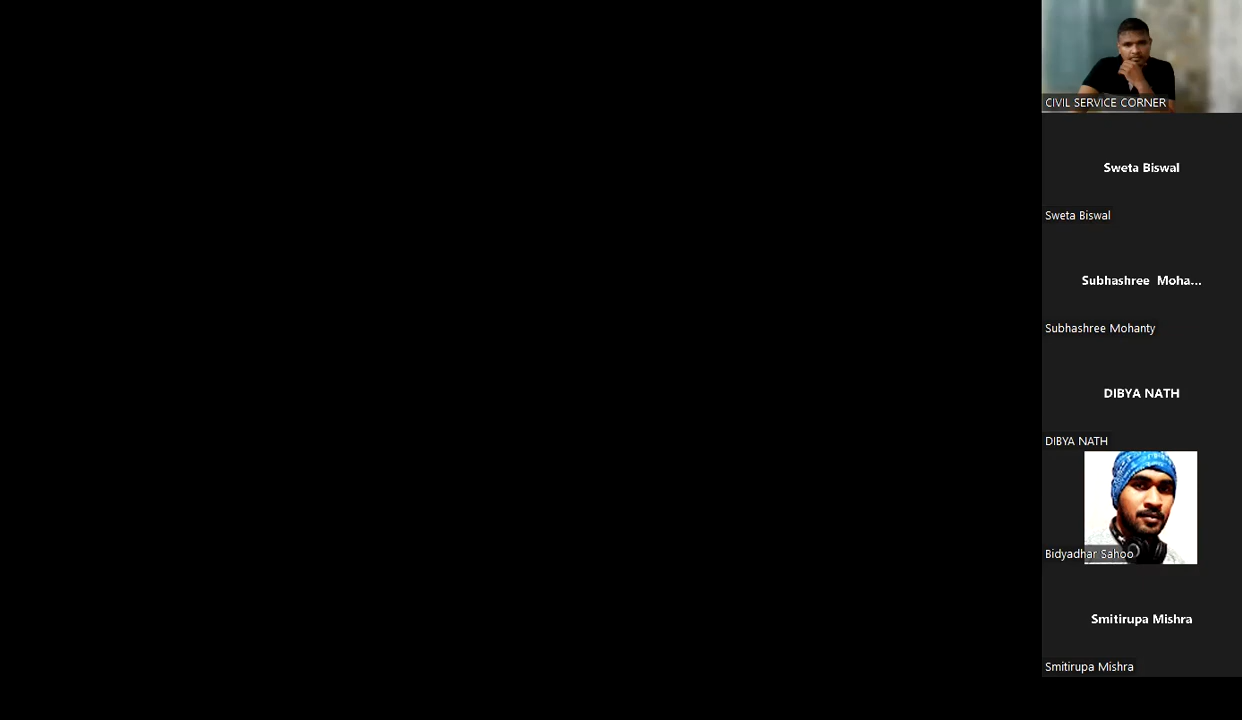 CIVIL SERVICE CORNER
Sweta Biswal
Sweta Biswal
Subhashree  Moha...
Subhashree Mohanty
DIBYA NATH
DIBYA NATH
Bidyadhar Sahoo
Smitirupa Mishra
Smitirupa Mishra